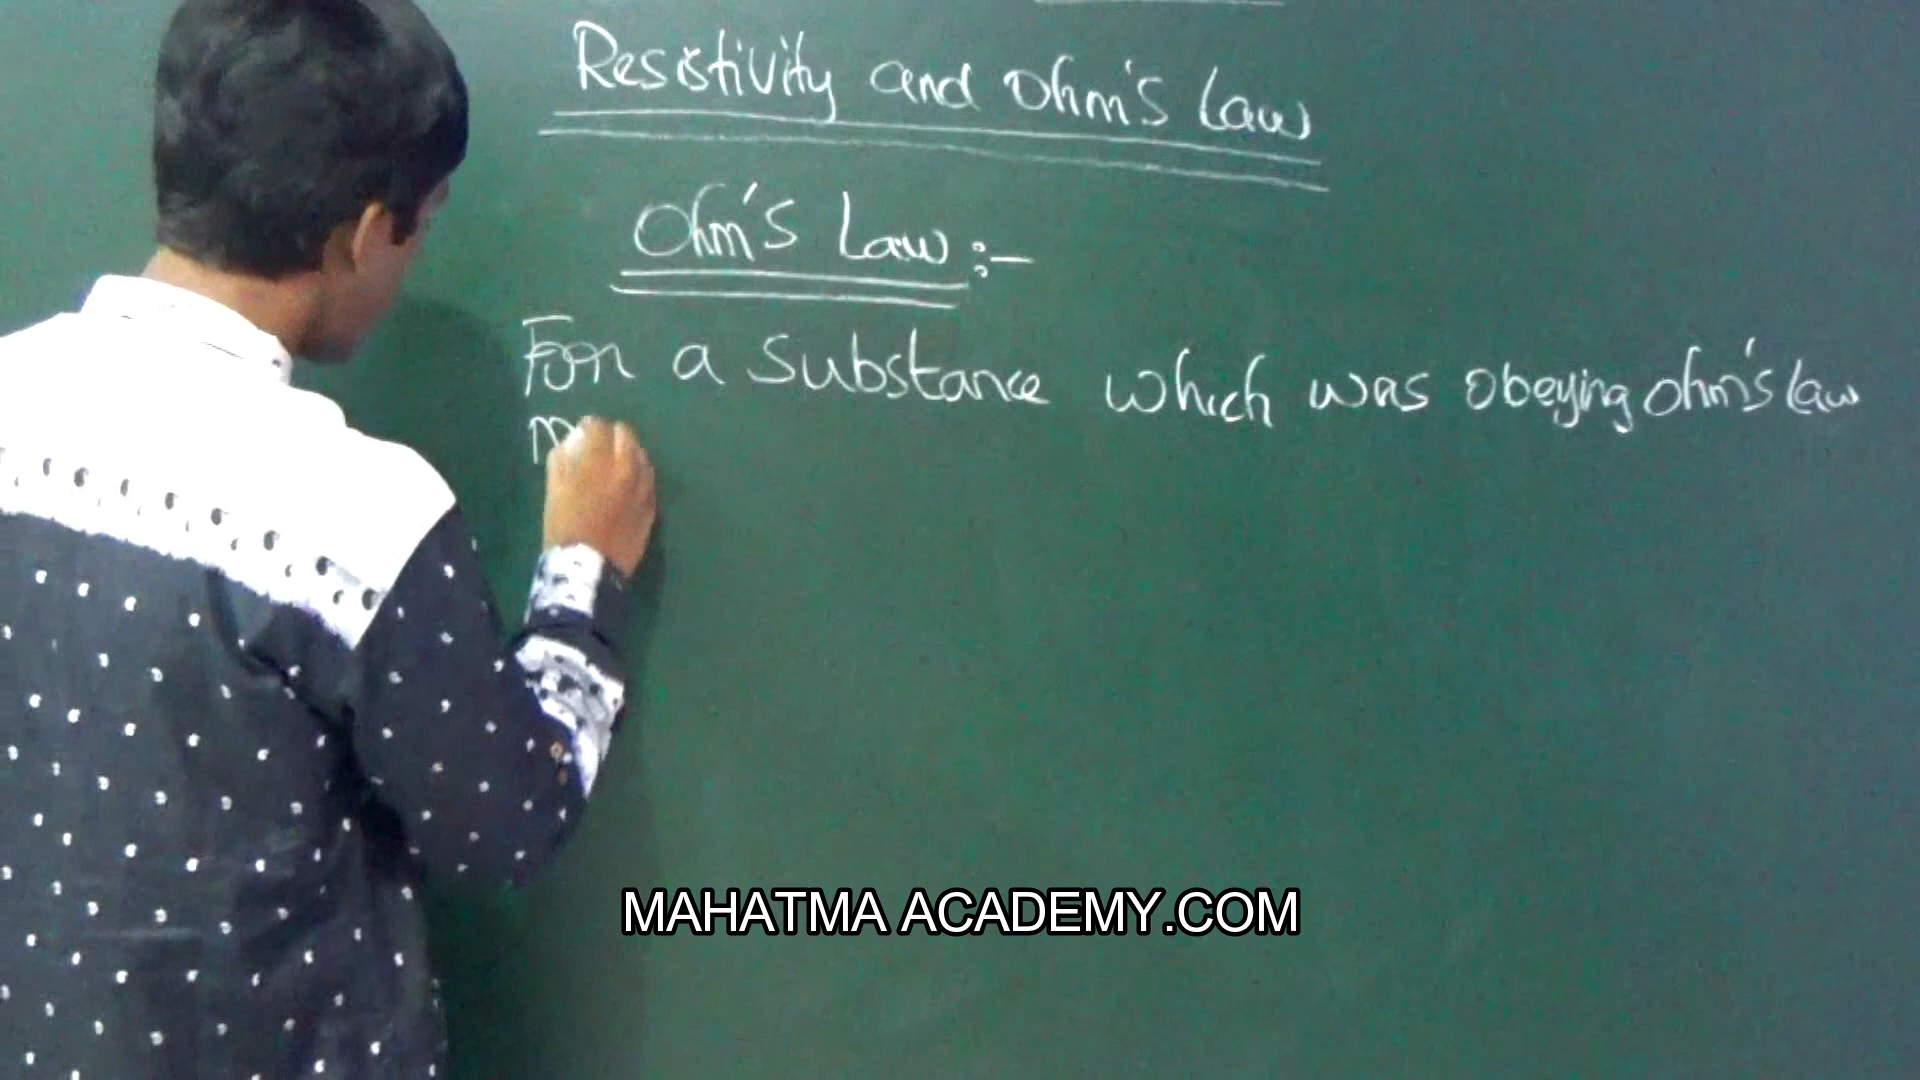 Resistivity and Ohm's Law
Ohm's Law :-
For a substance which was obeying ohm's law
MAHATMA ACADEMY.COM